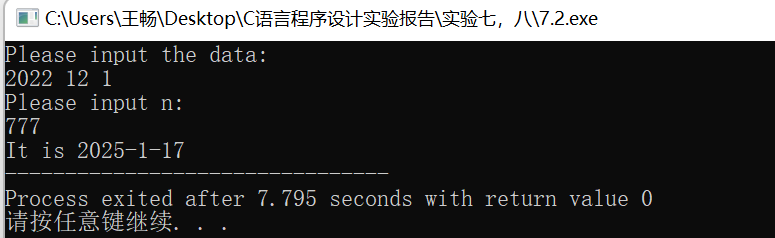 C:\Users\王畅\Desktop\C语言程序设计实验报告\实验七，八\7.2.exe
Please input the data:
2022 12 1
Please input n:
777
It is 2025-1-17
--------------------------------
Process exited after 7.795 seconds with return value 0
请按任意键继续. . .